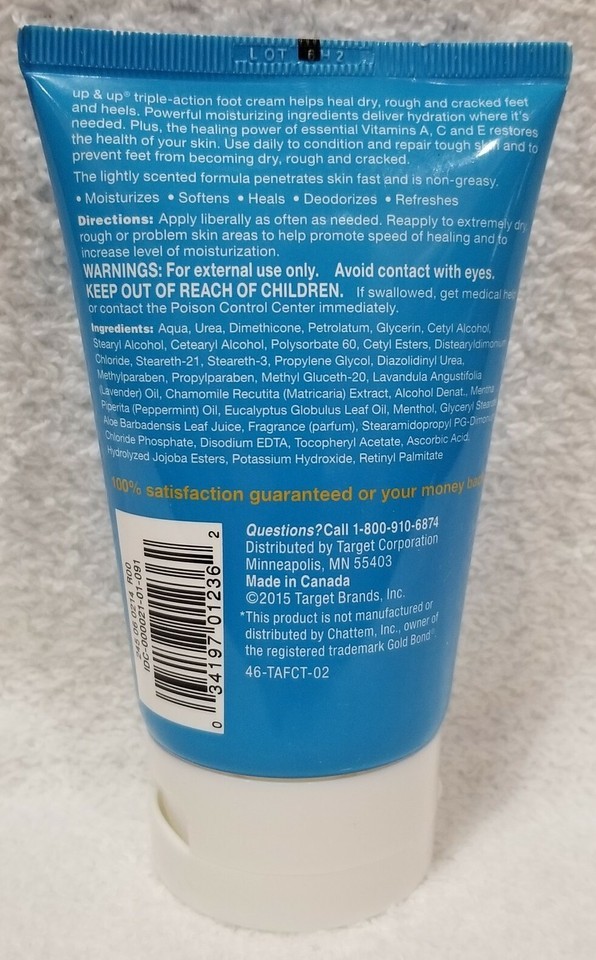 LOT 6H2
up & up® triple-action foot cream helps heal dry, rough and cracked feet
and heels. Powerful moisturizing ingredients deliver hydration where it's
needed. Plus, the healing power of essential Vitamins A, C and E restores
the health of your skin. Use daily to condition and repair tough skin and to
prevent feet from becoming dry, rough and cracked.
The lightly scented formula penetrates skin fast and is non-greasy.
• Moisturizes • Softens • Heals • Deodorizes • Refreshes
Directions: Apply liberally as often as needed. Reapply to extremely dry,
rough or problem skin areas to help promote speed of healing and to
increase level of moisturization.
WARNINGS: For external use only. Avoid contact with eyes.
KEEP OUT OF REACH OF CHILDREN. If swallowed, get medical help
or contact the Poison Control Center immediately.
Ingredients: Aqua, Urea, Dimethicone, Petrolatum, Glycerin, Cetyl Alcohol,
Stearyl Alcohol, Cetearyl Alcohol, Polysorbate 60, Cetyl Esters, Distearyldimonium
Chloride, Steareth-21, Steareth-3, Propylene Glycol, Diazolidinyl Urea,
Methylparaben, Propylparaben, Methyl Gluceth-20, Lavandula Angustifolia
(Lavender) Oil, Chamomile Recutita (Matricaria) Extract, Alcohol Denat., Mentha
Piperita (Peppermint) Oil, Eucalyptus Globulus Leaf Oil, Menthol, Glyceryl Stearate,
Aloe Barbadensis Leaf Juice, Fragrance (parfum), Stearamidopropyl PG-Dimonium
Chloride Phosphate, Disodium EDTA, Tocopheryl Acetate, Ascorbic Acid,
Hydrolyzed Jojoba Esters, Potassium Hydroxide, Retinyl Palmitate
100% satisfaction guaranteed or your money back
Questions? Call 1-800-910-6874
Distributed by Target Corporation
Minneapolis, MN 55403
Made in Canada
©2015 Target Brands, Inc.
*This product is not manufactured or
distributed by Chattem, Inc., owner of
the registered trademark Gold Bond®.
46-TAFCT-02
245 06 0214 R00
IDC-000021-01-091
0 34197 01236 2